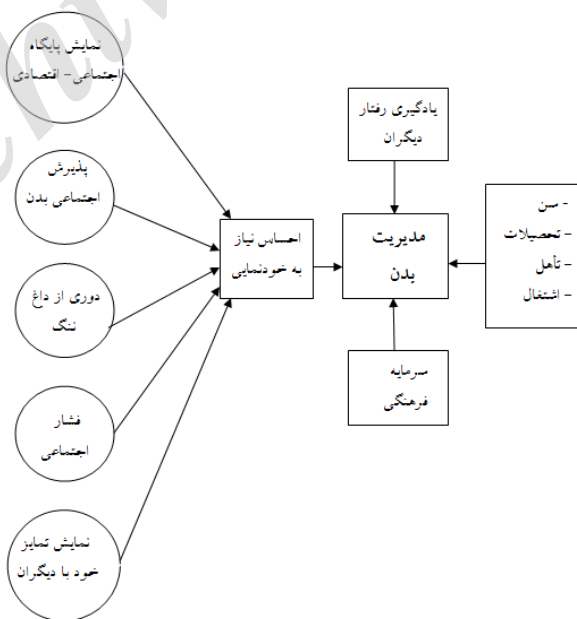 نمایش پایگاه
اجتماعی- اقتصادی
پذیرش
اجتماعی بدن
دوری از داغ
ننگ
فشار
اجتماعی
نمایش تمایز
خود با دیگران
احساس نیاز
به خودنمایی
یادگیری رفتار
دیگران
مدیریت
بدن
سرمایه
فرهنگی
- سن
- تحصیلات
- تأهل
- اشتغال